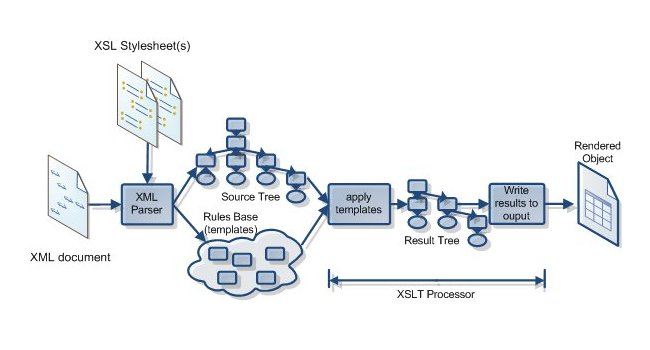 XSL Stylesheet(s)
XML document
XML
Parser
Source Tree
Rules Base
(templates)
apply
templates
Result Tree
Write
results to
ouput
Rendered
Object
XSLT Processor